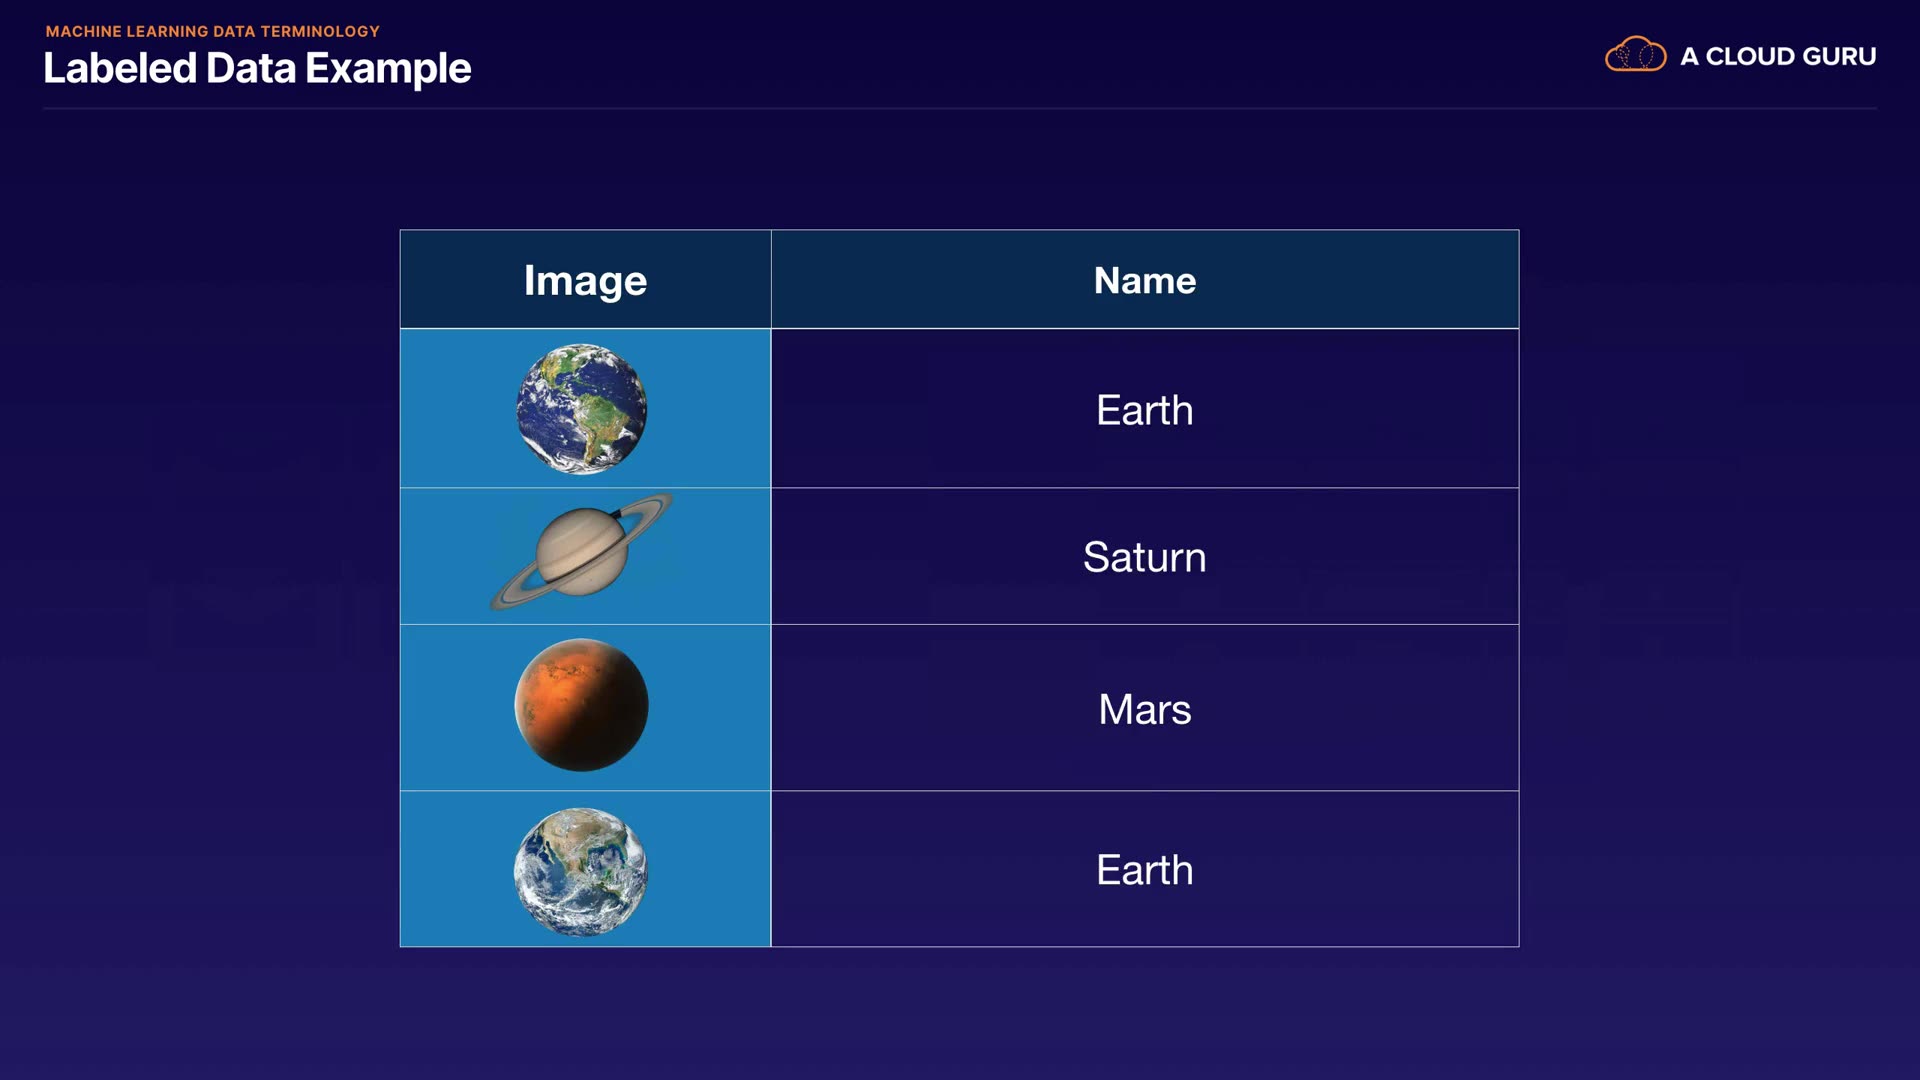 MACHINE LEARNING DATA TERMINOLOGY
Labeled Data Example
A CLOUD GURU
Image Name
Earth
Saturn
Mars
Earth